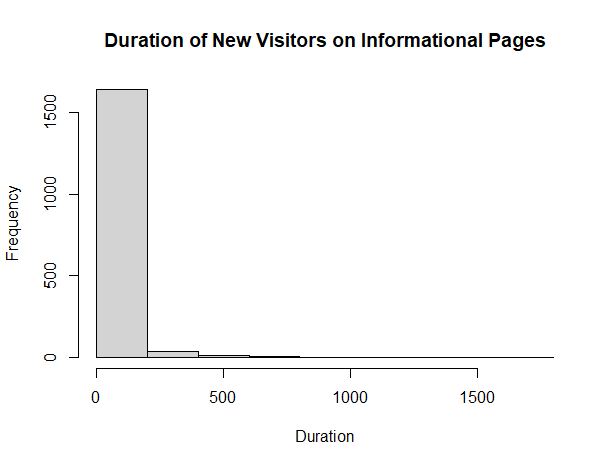 Duration of New Visitors on Informational Pages
Frequency
1500
1000
500
0
0 500 1000 1500
Duration